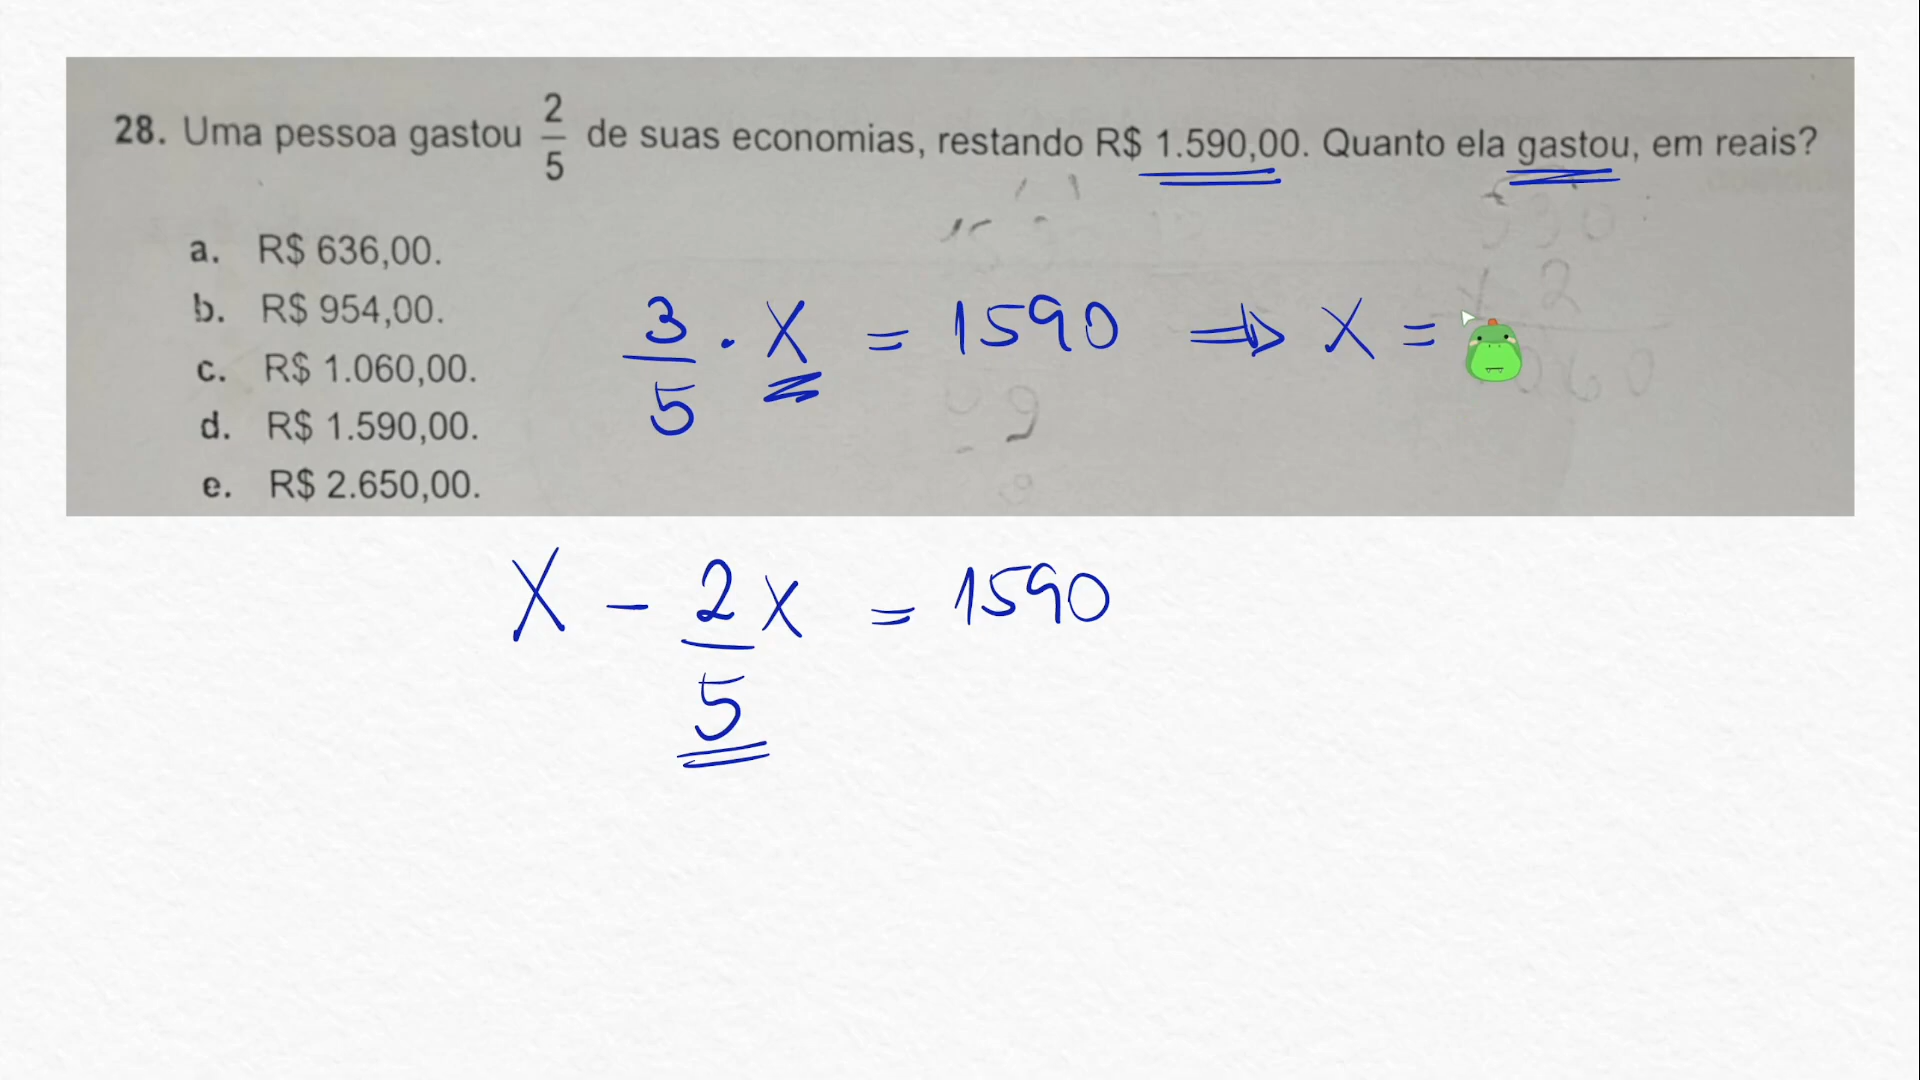 28. Uma pessoa gastou 2/5 de suas economias, restando R$ 1.590,00. Quanto ela gastou, em reais?
a. R$ 636,00.
b. R$ 954,00.
c. R$ 1.060,00.
d. R$ 1.590,00.
e. R$ 2.650,00.
3/5 · X = 1590 ⇒ X =
X - 2/5 X = 1590